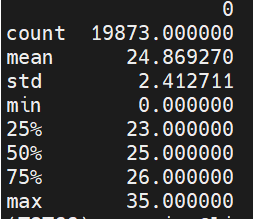 0
count 19873.000000
mean 24.869270
std 2.412711
min 0.000000
25% 23.000000
50% 25.000000
75% 26.000000
max 35.000000